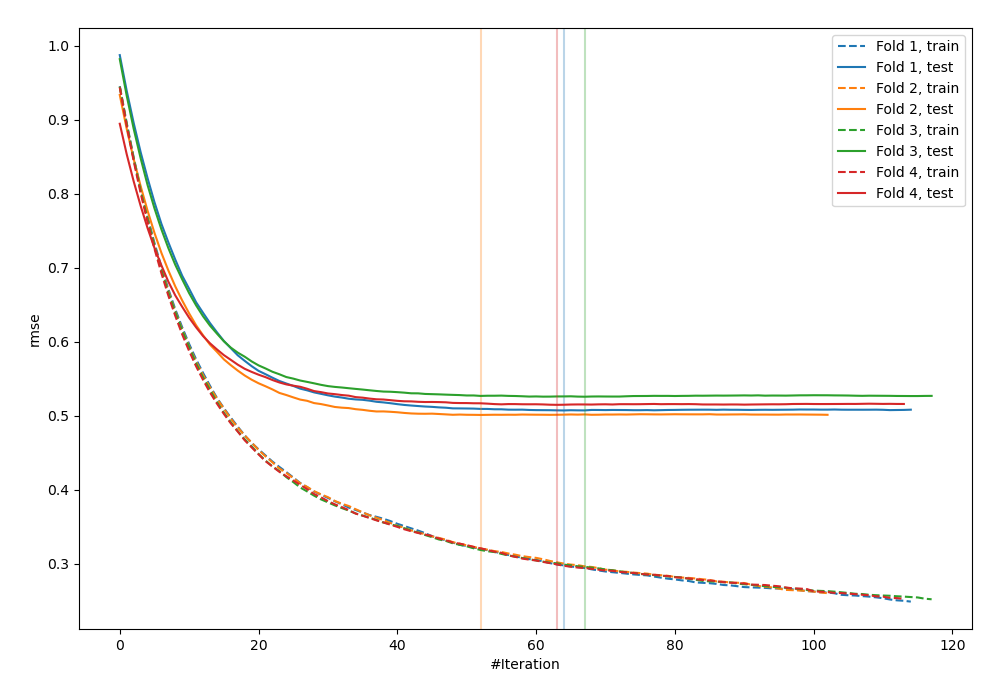 1.0
0.9
0.8
0.7
0.6
0.5
0.4
0.3
rmse
0
20
40
60
80
100
120
#Iteration
Fold 1, train
Fold 1, test
Fold 2, train
Fold 2, test
Fold 3, train
Fold 3, test
Fold 4, train
Fold 4, test